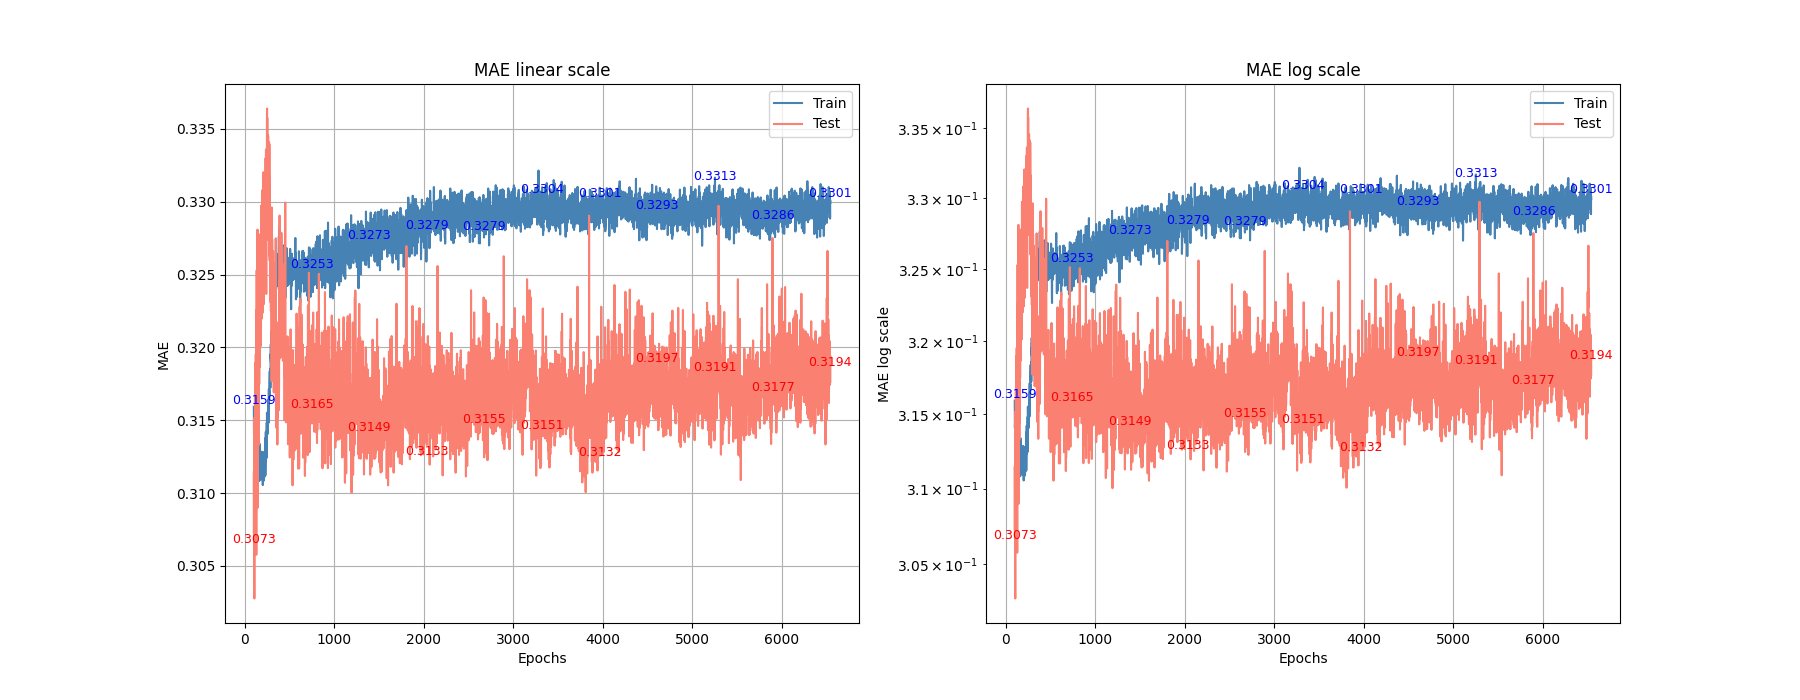 MAE linear scale
MAE
0.335
0.330
0.325
0.320
0.315
0.310
0.305
Train
Test
0.3159
0.3253
0.3273
0.3279
0.3279
0.3304
0.3301
0.3293
0.3313
0.3286
0.3301
0.3073
0.3165
0.3149
0.3133
0.3155
0.3151
0.3132
0.3197
0.3191
0.3177
0.3194
0 1000 2000 3000 4000 5000 6000
Epochs
MAE log scale
MAE log scale
3.35 × 10⁻¹
3.3 × 10⁻¹
3.25 × 10⁻¹
3.2 × 10⁻¹
3.15 × 10⁻¹
3.1 × 10⁻¹
3.05 × 10⁻¹
Train
Test
0.3159
0.3253
0.3273
0.3279
0.3279
0.3304
0.3301
0.3293
0.3313
0.3286
0.3301
0.3073
0.3165
0.3149
0.3133
0.3155
0.3151
0.3132
0.3197
0.3191
0.3177
0.3194
0 1000 2000 3000 4000 5000 6000
Epochs